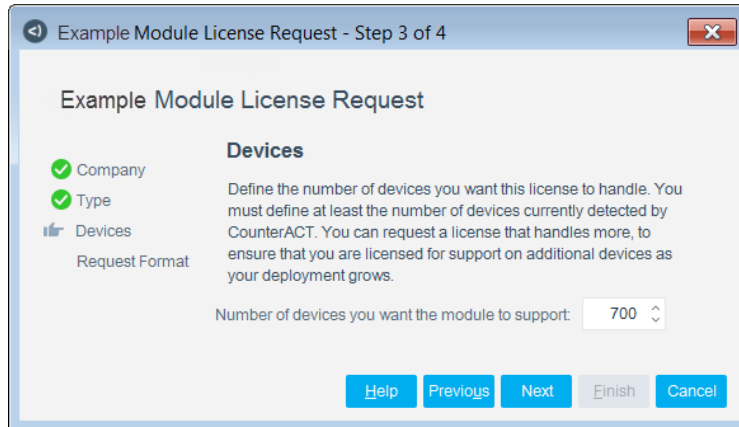 Example Module License Request - Step 3 of 4
Example Module License Request
Company
Type
Devices
Request Format
Devices
Define the number of devices you want this license to handle. You
must define at least the number of devices currently detected by
CounterACT. You can request a license that handles more, to
ensure that you are licensed for support on additional devices as
your deployment grows.
Number of devices you want the module to support: 700
Help Previous Next Finish Cancel